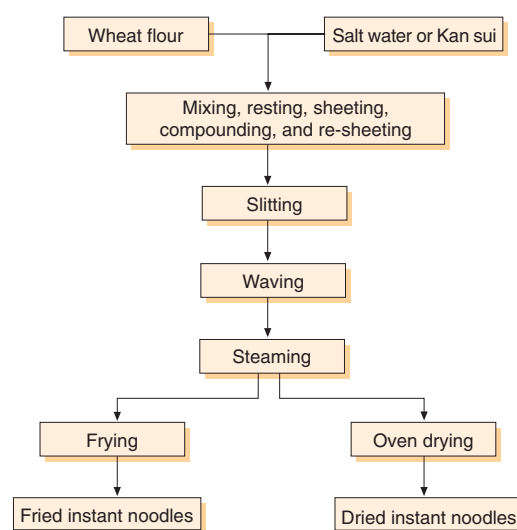 Wheat flour
Salt water or Kan sui
Mixing, resting, sheeting,
compounding, and re-sheeting
Slitting
Waving
Steaming
Frying
Oven drying
Fried instant noodles
Dried instant noodles